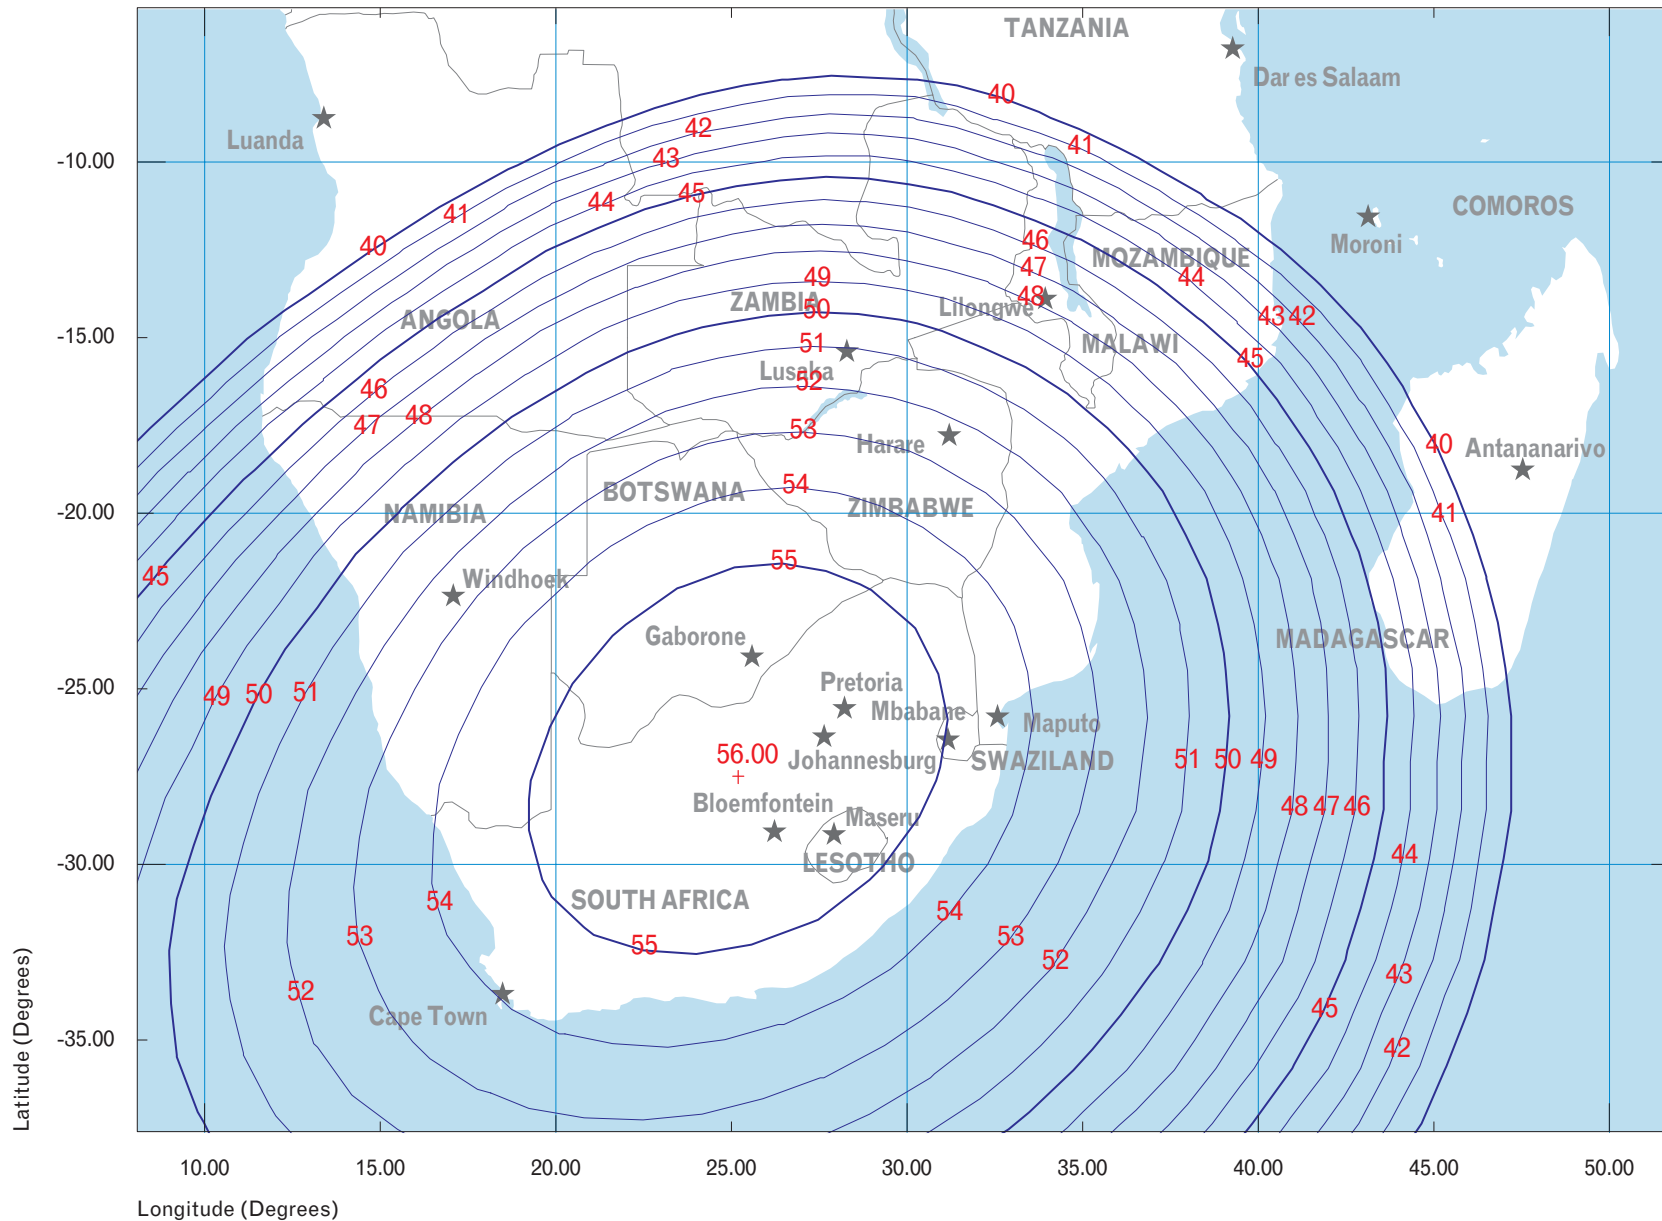 TANZANIA
Dar es Salaam
40
Luanda
42
41
-10.00
43
45
44
COMOROS
41
40
46
Moroni
MOZAMBIQUE
47
49
44
48
ZAMBIA
Lilongwe
50
ANGOLA
43
42
-15.00
51
MALAWI
45
Lusaka
52
46
48
47
53
Harare
40
Antananarivo
54
BOTSWANA
ZIMBABWE
-20.00
NAMIBIA
41
55
45
Windhoek
Gaborone
MADAGASCAR
Pretoria
-25.00
49
50
51
Mbabane
Maputo
56.00
Johannesburg
SWAZILAND
51
50
49
Bloemfontein
Maseru
48
47
46
44
-30.00
LESOTHO
SOUTH AFRICA
54
54
53
55
53
52
43
52
45
Cape Town
-35.00
42
Latitude (Degrees)
10.00 15.00 20.00 25.00 30.00 35.00 40.00 45.00 50.00
Longitude (Degrees)